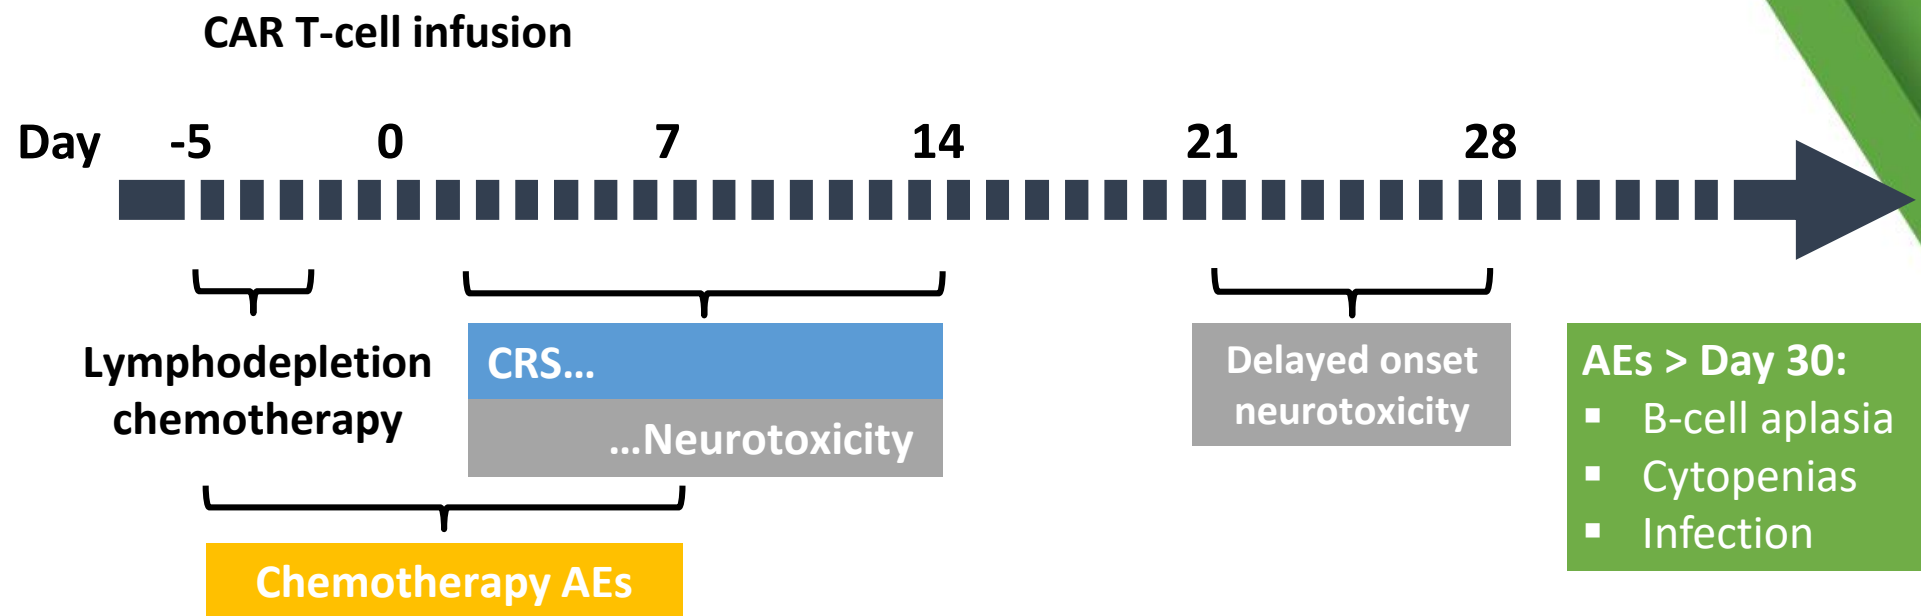 CAR T-cell infusion
Day -5 0 7 14 21 28
Lymphodepletion
chemotherapy
CRS...
...Neurotoxicity
Chemotherapy AEs
Delayed onset
neurotoxicity
AEs > Day 30:
▪ B-cell aplasia
▪ Cytopenias
▪ Infection